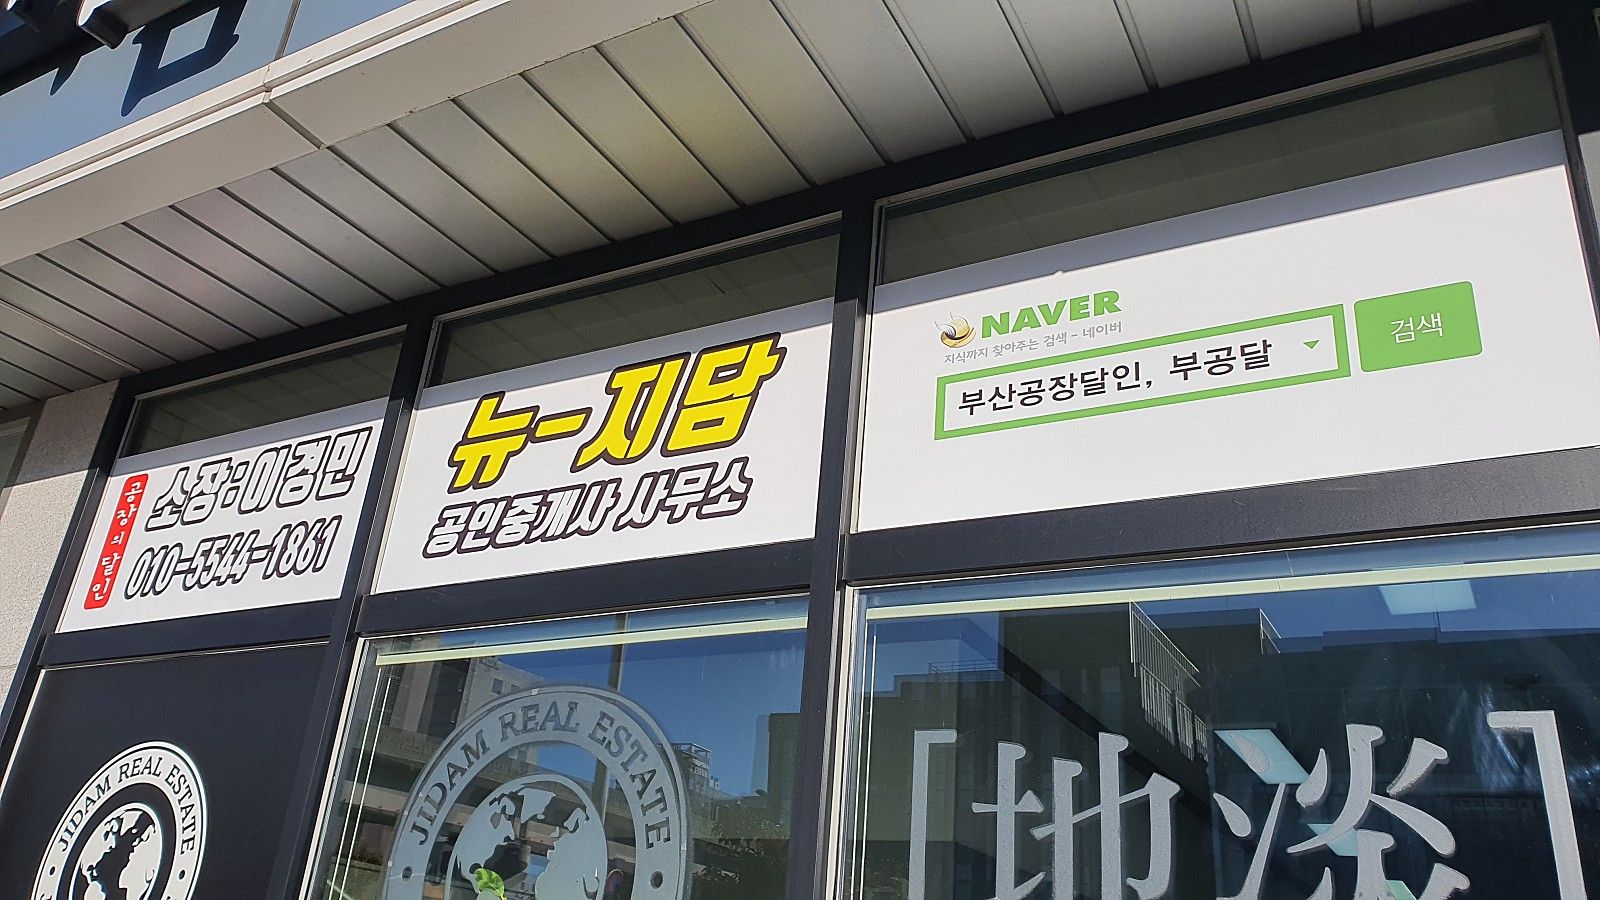 공장의달인
소장:이경민
010-5544-1861
뉴-지담
공인중개사 사무소
NAVER
지식까지 찾아주는 검색 - 네이버
부산공장달인, 부공달
검색
JIDAM REAL ESTATE
JIDAM REAL ESTATE
[地淡]